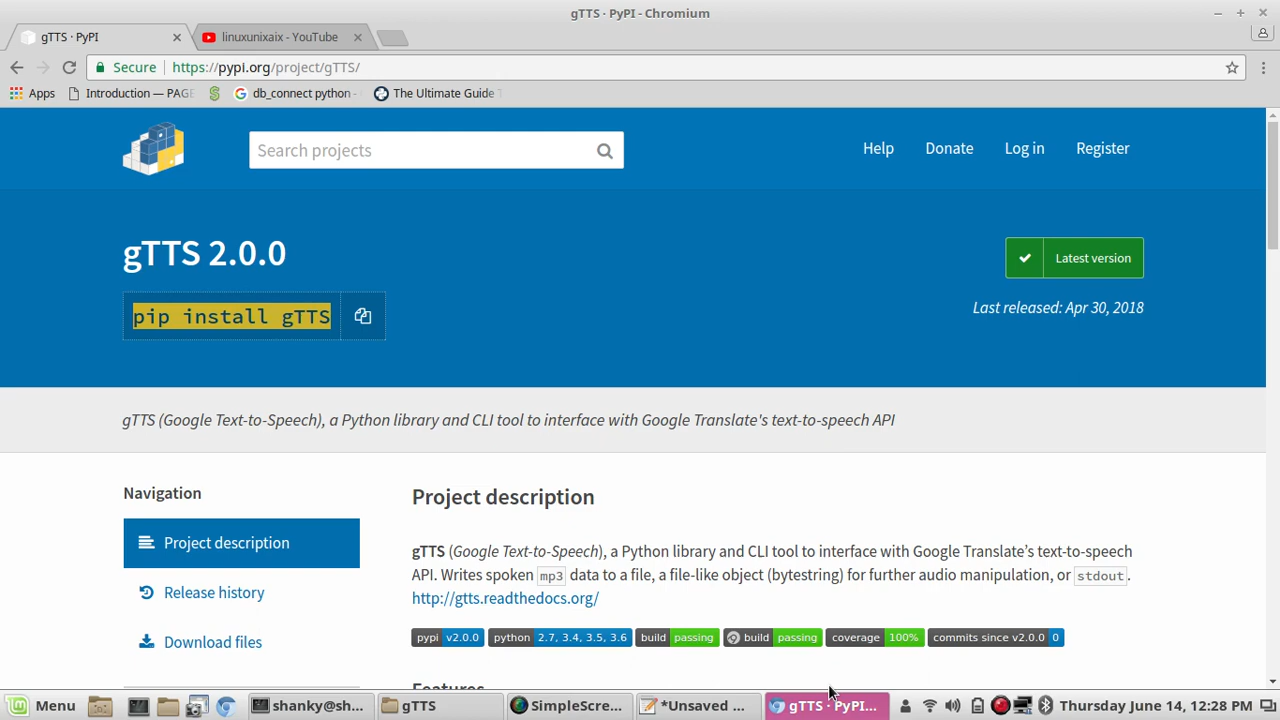 gTTS · PyPI - Chromium
gTTS · PyPI
linuxunixaix - YouTube
Secure
https://pypi.org/project/gTTS/
Apps
Introduction — PAGE
db_connect python -
The Ultimate Guide
Search projects
Help
Donate
Log in
Register
gTTS 2.0.0
Latest version
pip install gTTS
Last released: Apr 30, 2018
gTTS (Google Text-to-Speech), a Python library and CLI tool to interface with Google Translate's text-to-speech API
Navigation
Project description
Project description
gTTS (Google Text-to-Speech), a Python library and CLI tool to interface with Google Translate’s text-to-speech
API. Writes spoken mp3 data to a file, a file-like object (bytestring) for further audio manipulation, or stdout.
http://gtts.readthedocs.org/
Release history
Download files
pypi v2.0.0 python 2.7, 3.4, 3.5, 3.6 build passing build passing coverage 100% commits since v2.0.0 0
Features
Menu
shanky@sh...
gTTS
SimpleScre...
*Unsaved ...
gTTS · PyPI...
Thursday June 14, 12:28 PM